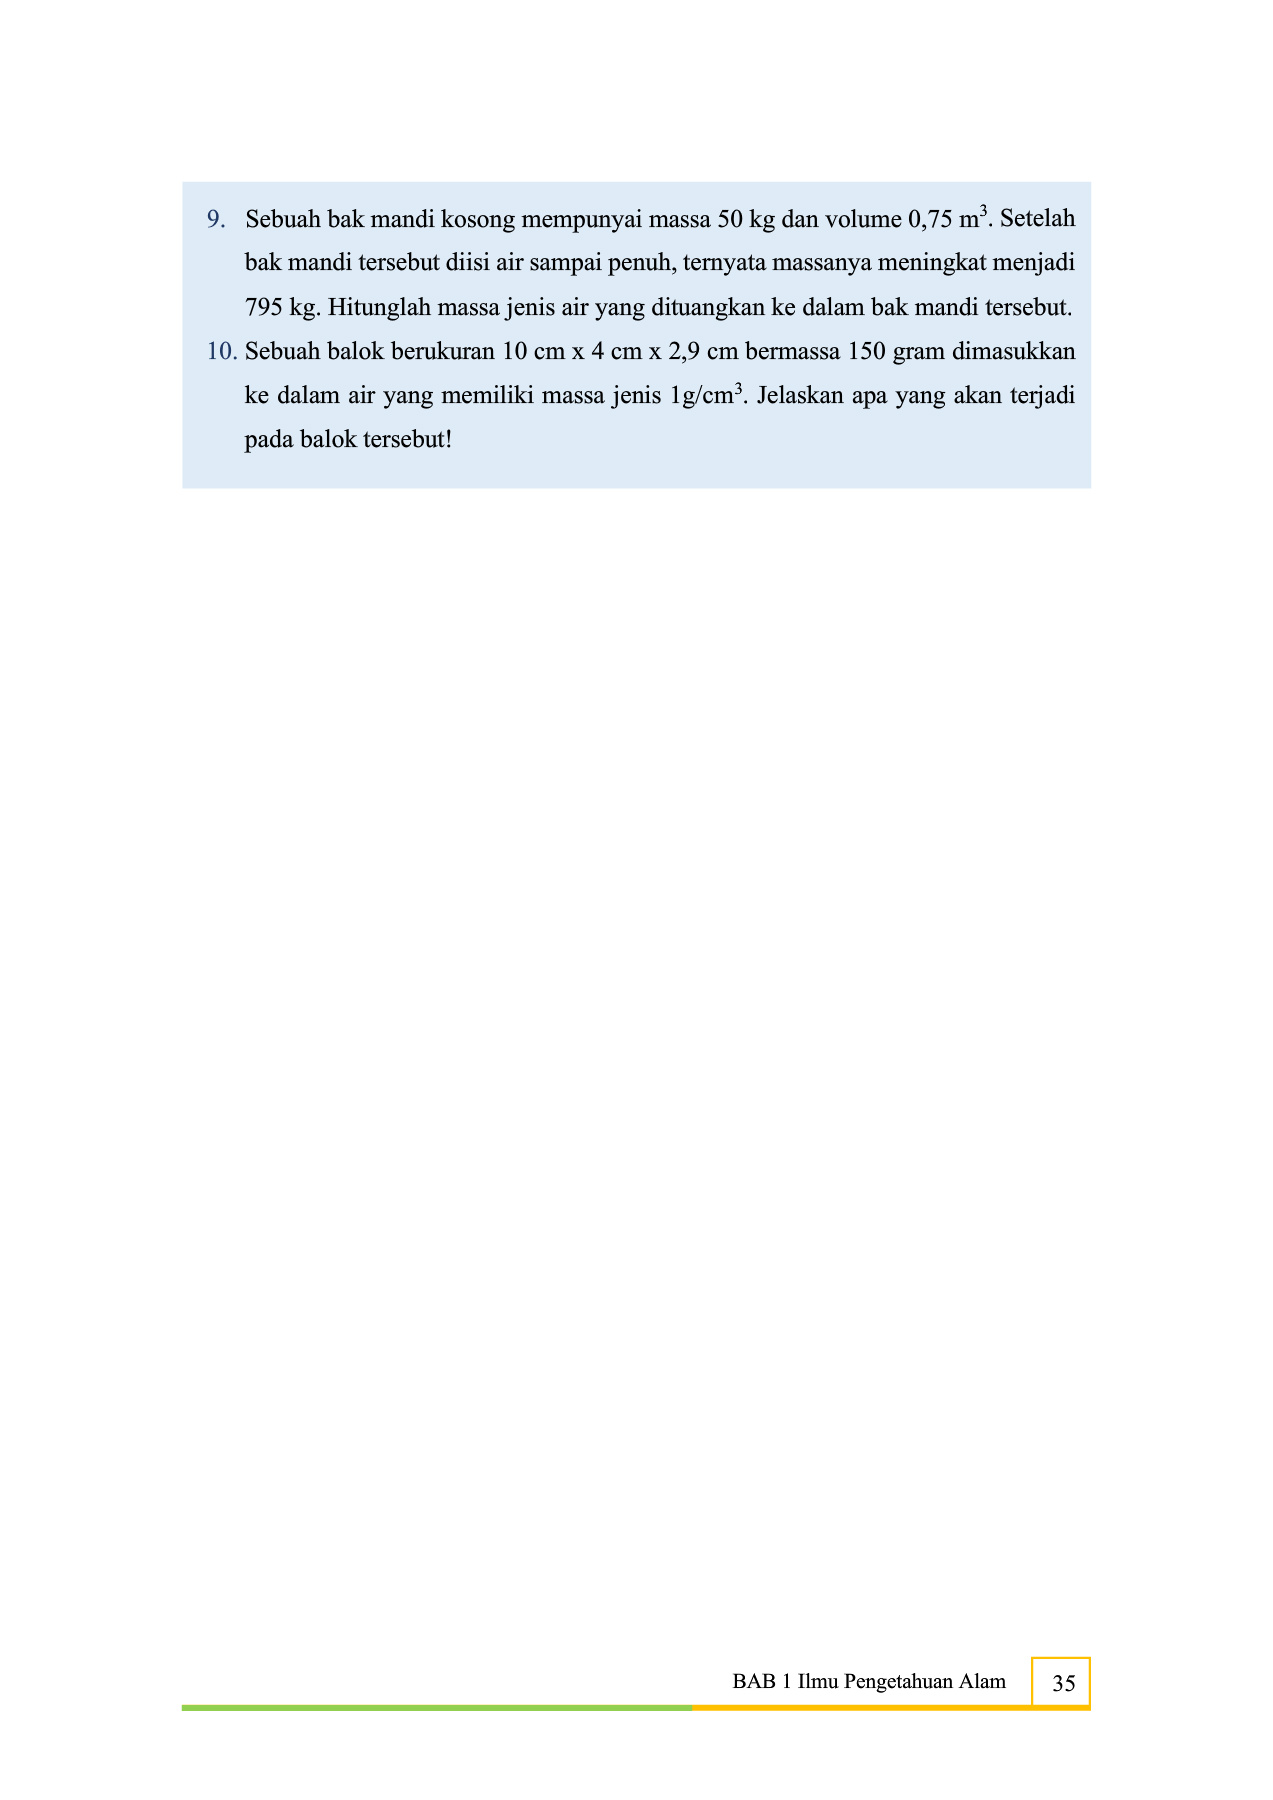 9. Sebuah bak mandi kosong mempunyai massa 50 kg dan volume 0,75 m³. Setelah
bak mandi tersebut diisi air sampai penuh, ternyata massanya meningkat menjadi
795 kg. Hitunglah massa jenis air yang dituangkan ke dalam bak mandi tersebut.
10. Sebuah balok berukuran 10 cm x 4 cm x 2,9 cm bermassa 150 gram dimasukkan
ke dalam air yang memiliki massa jenis 1g/cm³. Jelaskan apa yang akan terjadi
pada balok tersebut!
BAB 1 Ilmu Pengetahuan Alam 35